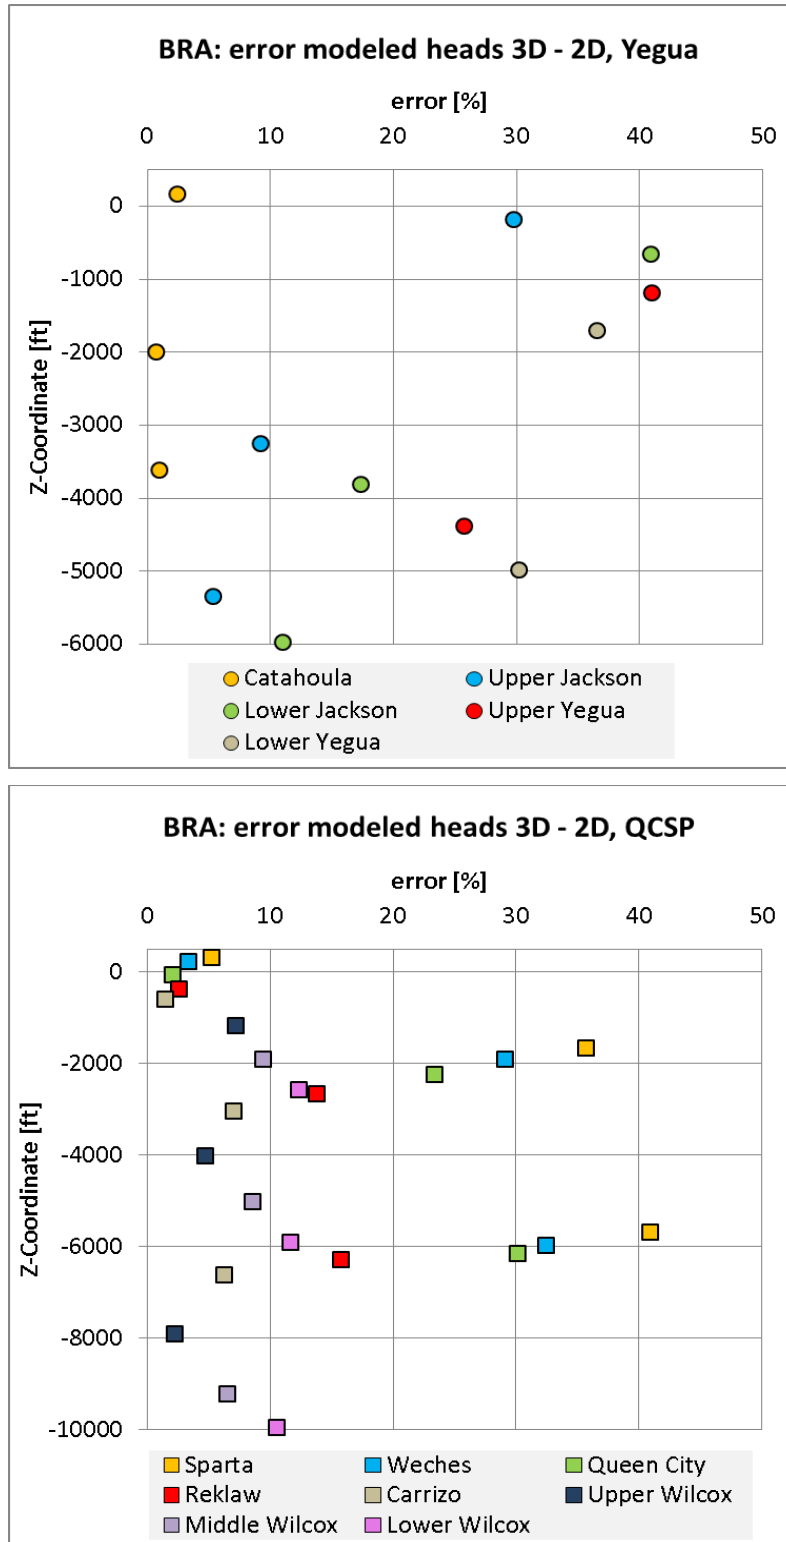 BRA: error modeled heads 3D - 2D, Yegua
error [%]
0 10 20 30 40 50
Z-Coordinate [ft]
0
-1000
-2000
-3000
-4000
-5000
-6000
Catahoula Upper Jackson
Lower Jackson Upper Yegua
Lower Yegua
BRA: error modeled heads 3D - 2D, QCSP
error [%]
0 10 20 30 40 50
Z-Coordinate [ft]
0
-2000
-4000
-6000
-8000
-10000
Sparta Weches Queen City
Reklaw Carrizo Upper Wilcox
Middle Wilcox Lower Wilcox